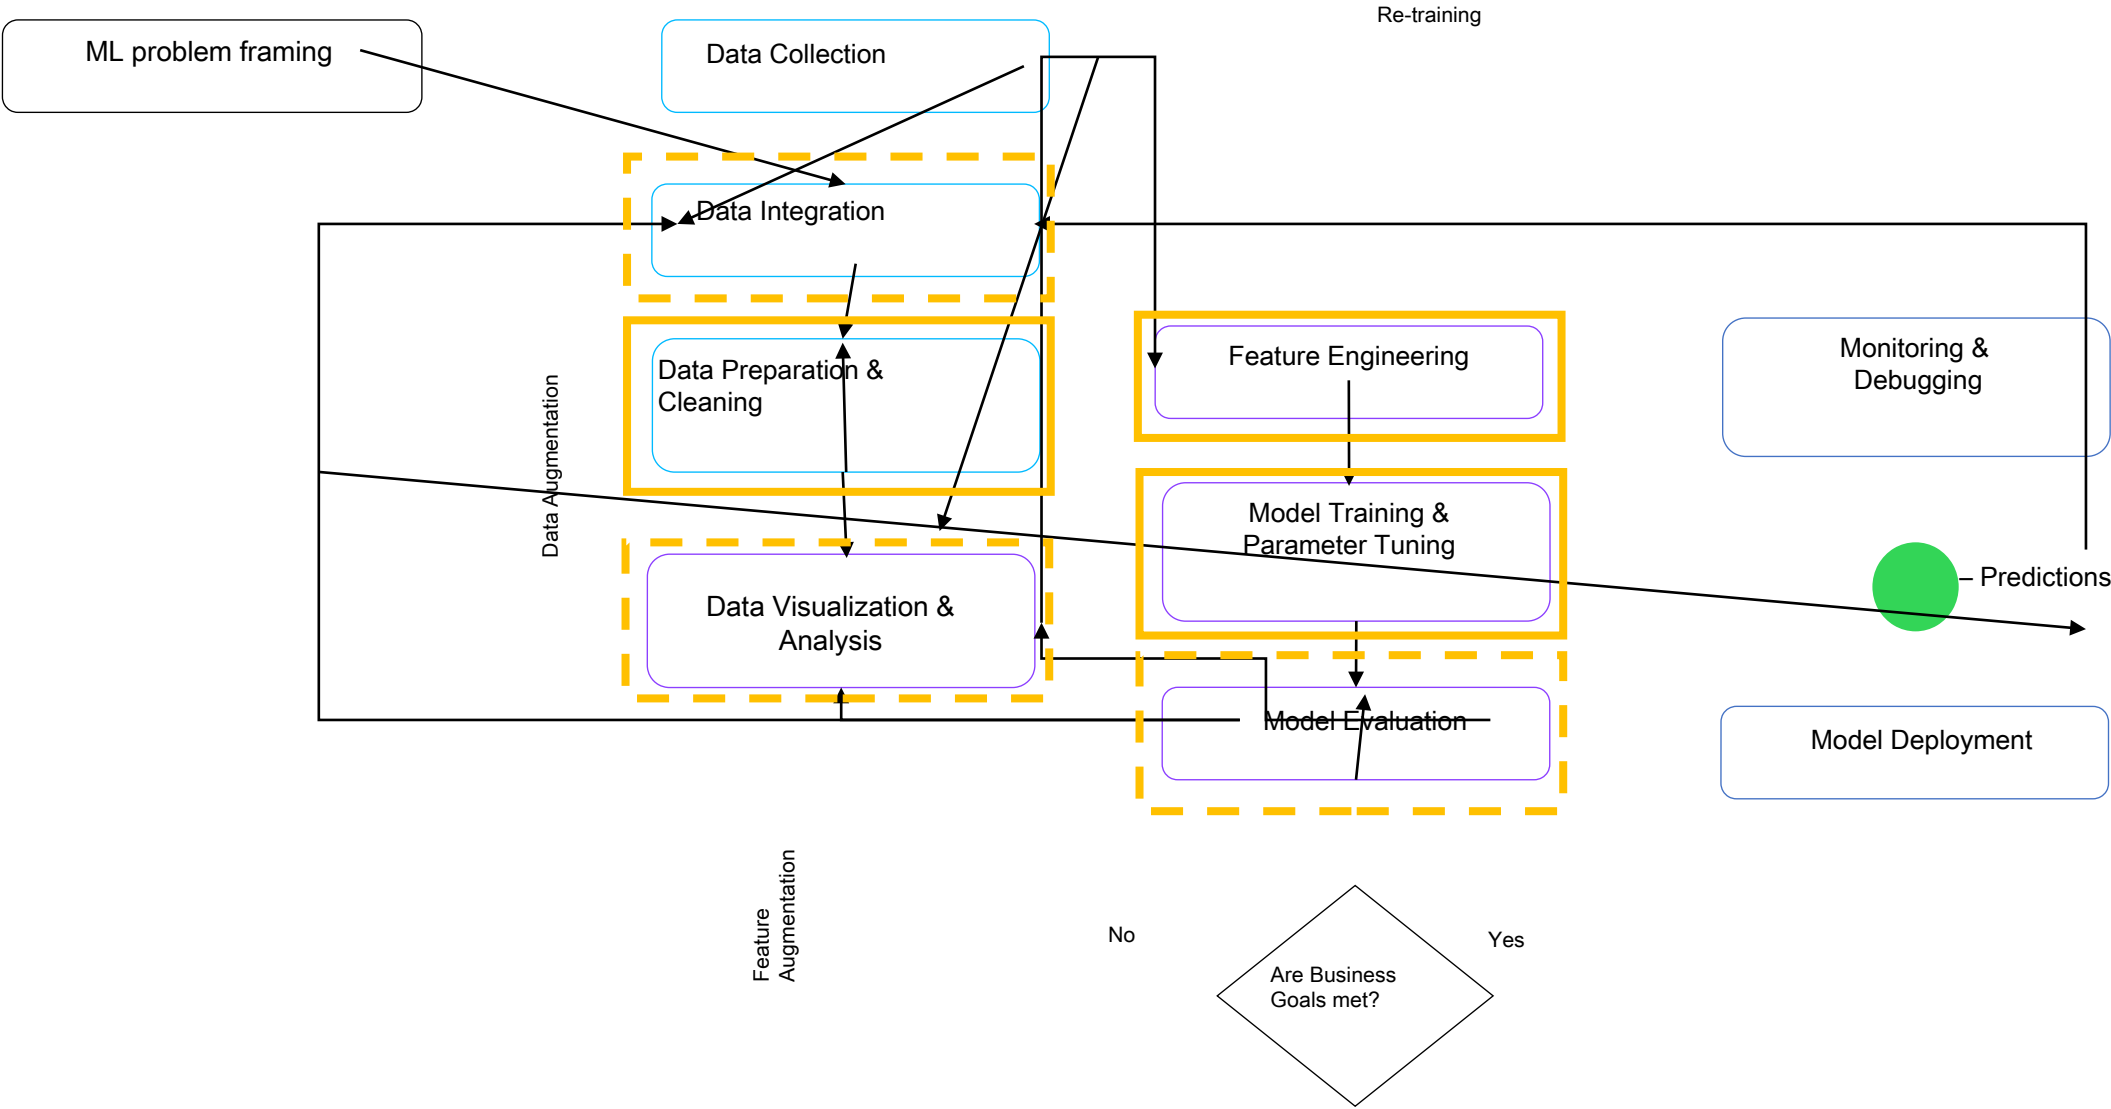 Re-training
ML problem framing
Data Collection
Data Integration
Data Preparation &
Cleaning
Feature Engineering
Monitoring &
Debugging
Data Augmentation
Model Training &
Parameter Tuning
– Predictions
Data Visualization &
Analysis
Model Evaluation
Model Deployment
Feature
Augmentation
No
Yes
Are Business
Goals met?